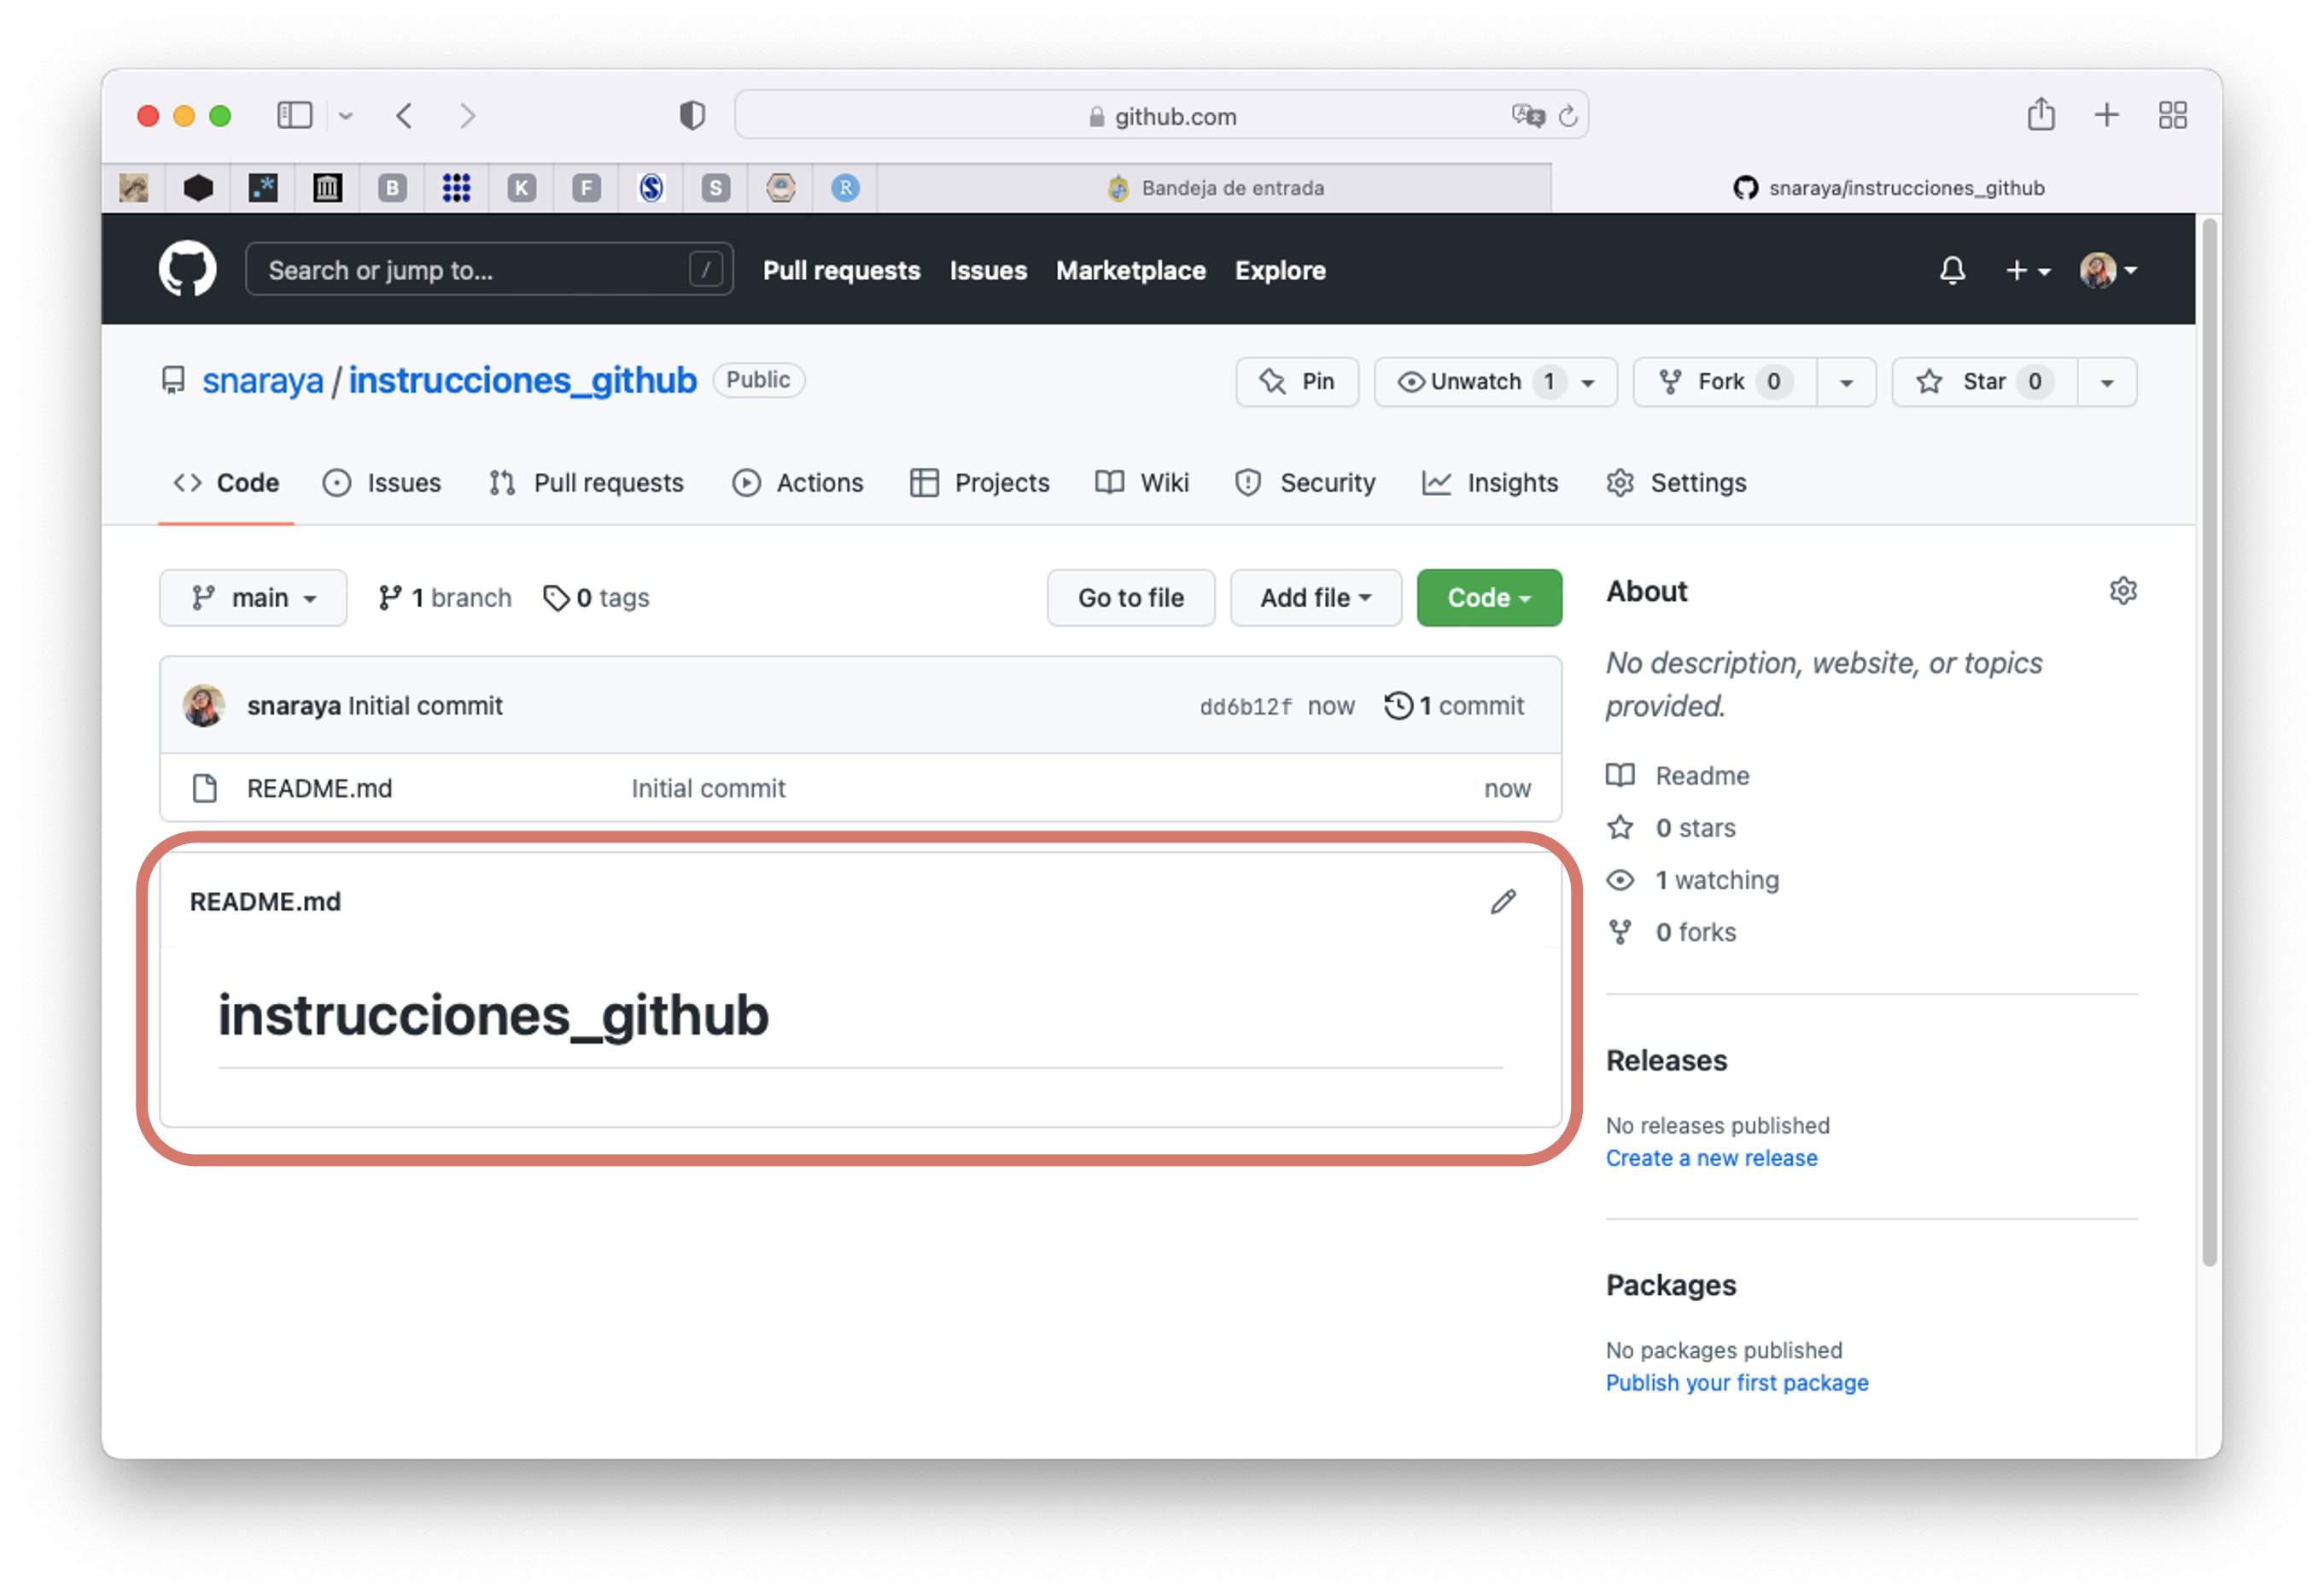 github.com
B K F S S R Bandeja de entrada snaraya/instrucciones_github
Search or jump to... / Pull requests Issues Marketplace Explore
snaraya / instrucciones_github Public Pin Unwatch 1 Fork 0 Star 0
Code Issues Pull requests Actions Projects Wiki Security Insights Settings
main 1 branch 0 tags Go to file Add file Code
snaraya Initial commit dd6b12f now 1 commit
README.md Initial commit now
README.md
instrucciones_github
About
No description, website, or topics
provided.
Readme
0 stars
1 watching
0 forks
Releases
No releases published
Create a new release
Packages
No packages published
Publish your first package